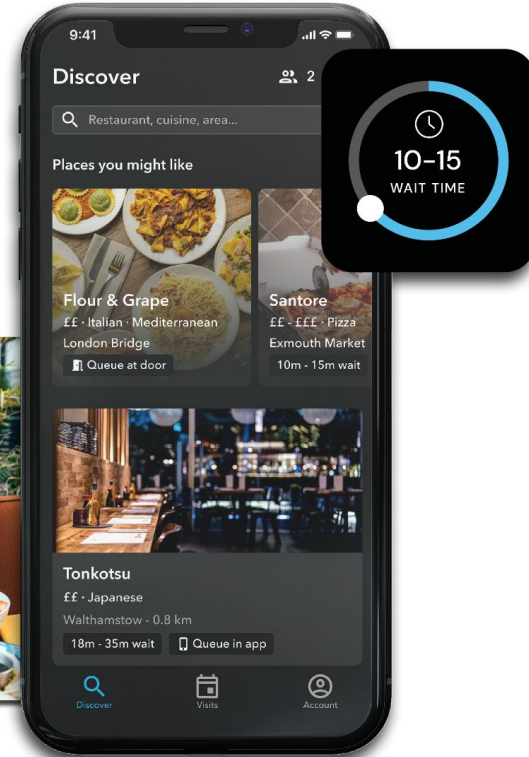 9:41
Discover
2
Restaurant, cuisine, area...
Places you might like
Flour & Grape
££ · Italian · Mediterranean
London Bridge
Queue at door
Santore
££ - £££ · Pizza
Exmouth Market
10m - 15m wait
Tonkotsu
££ · Japanese
Walthamstow - 0.8 km
18m - 35m wait
Queue in app
Discover
Visits
Account
10–15
WAIT TIME